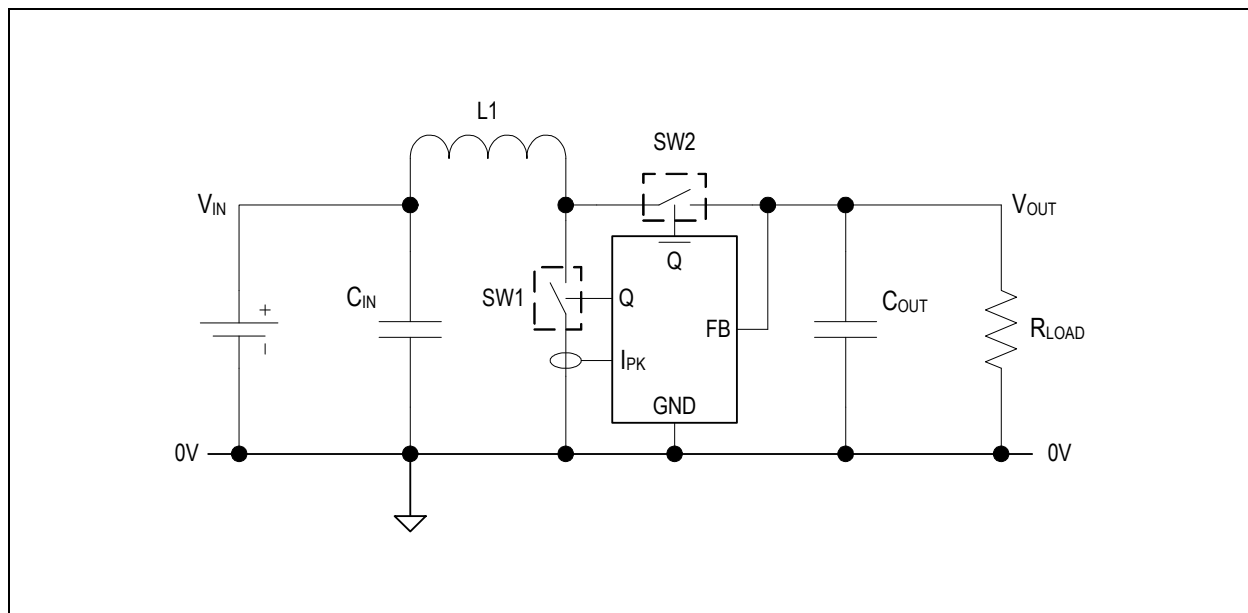 L1
SW2
VIN
VOUT
Q
CIN
SW1
Q
COUT
FB
RLOAD
IPK
GND
0V
0V
+
−